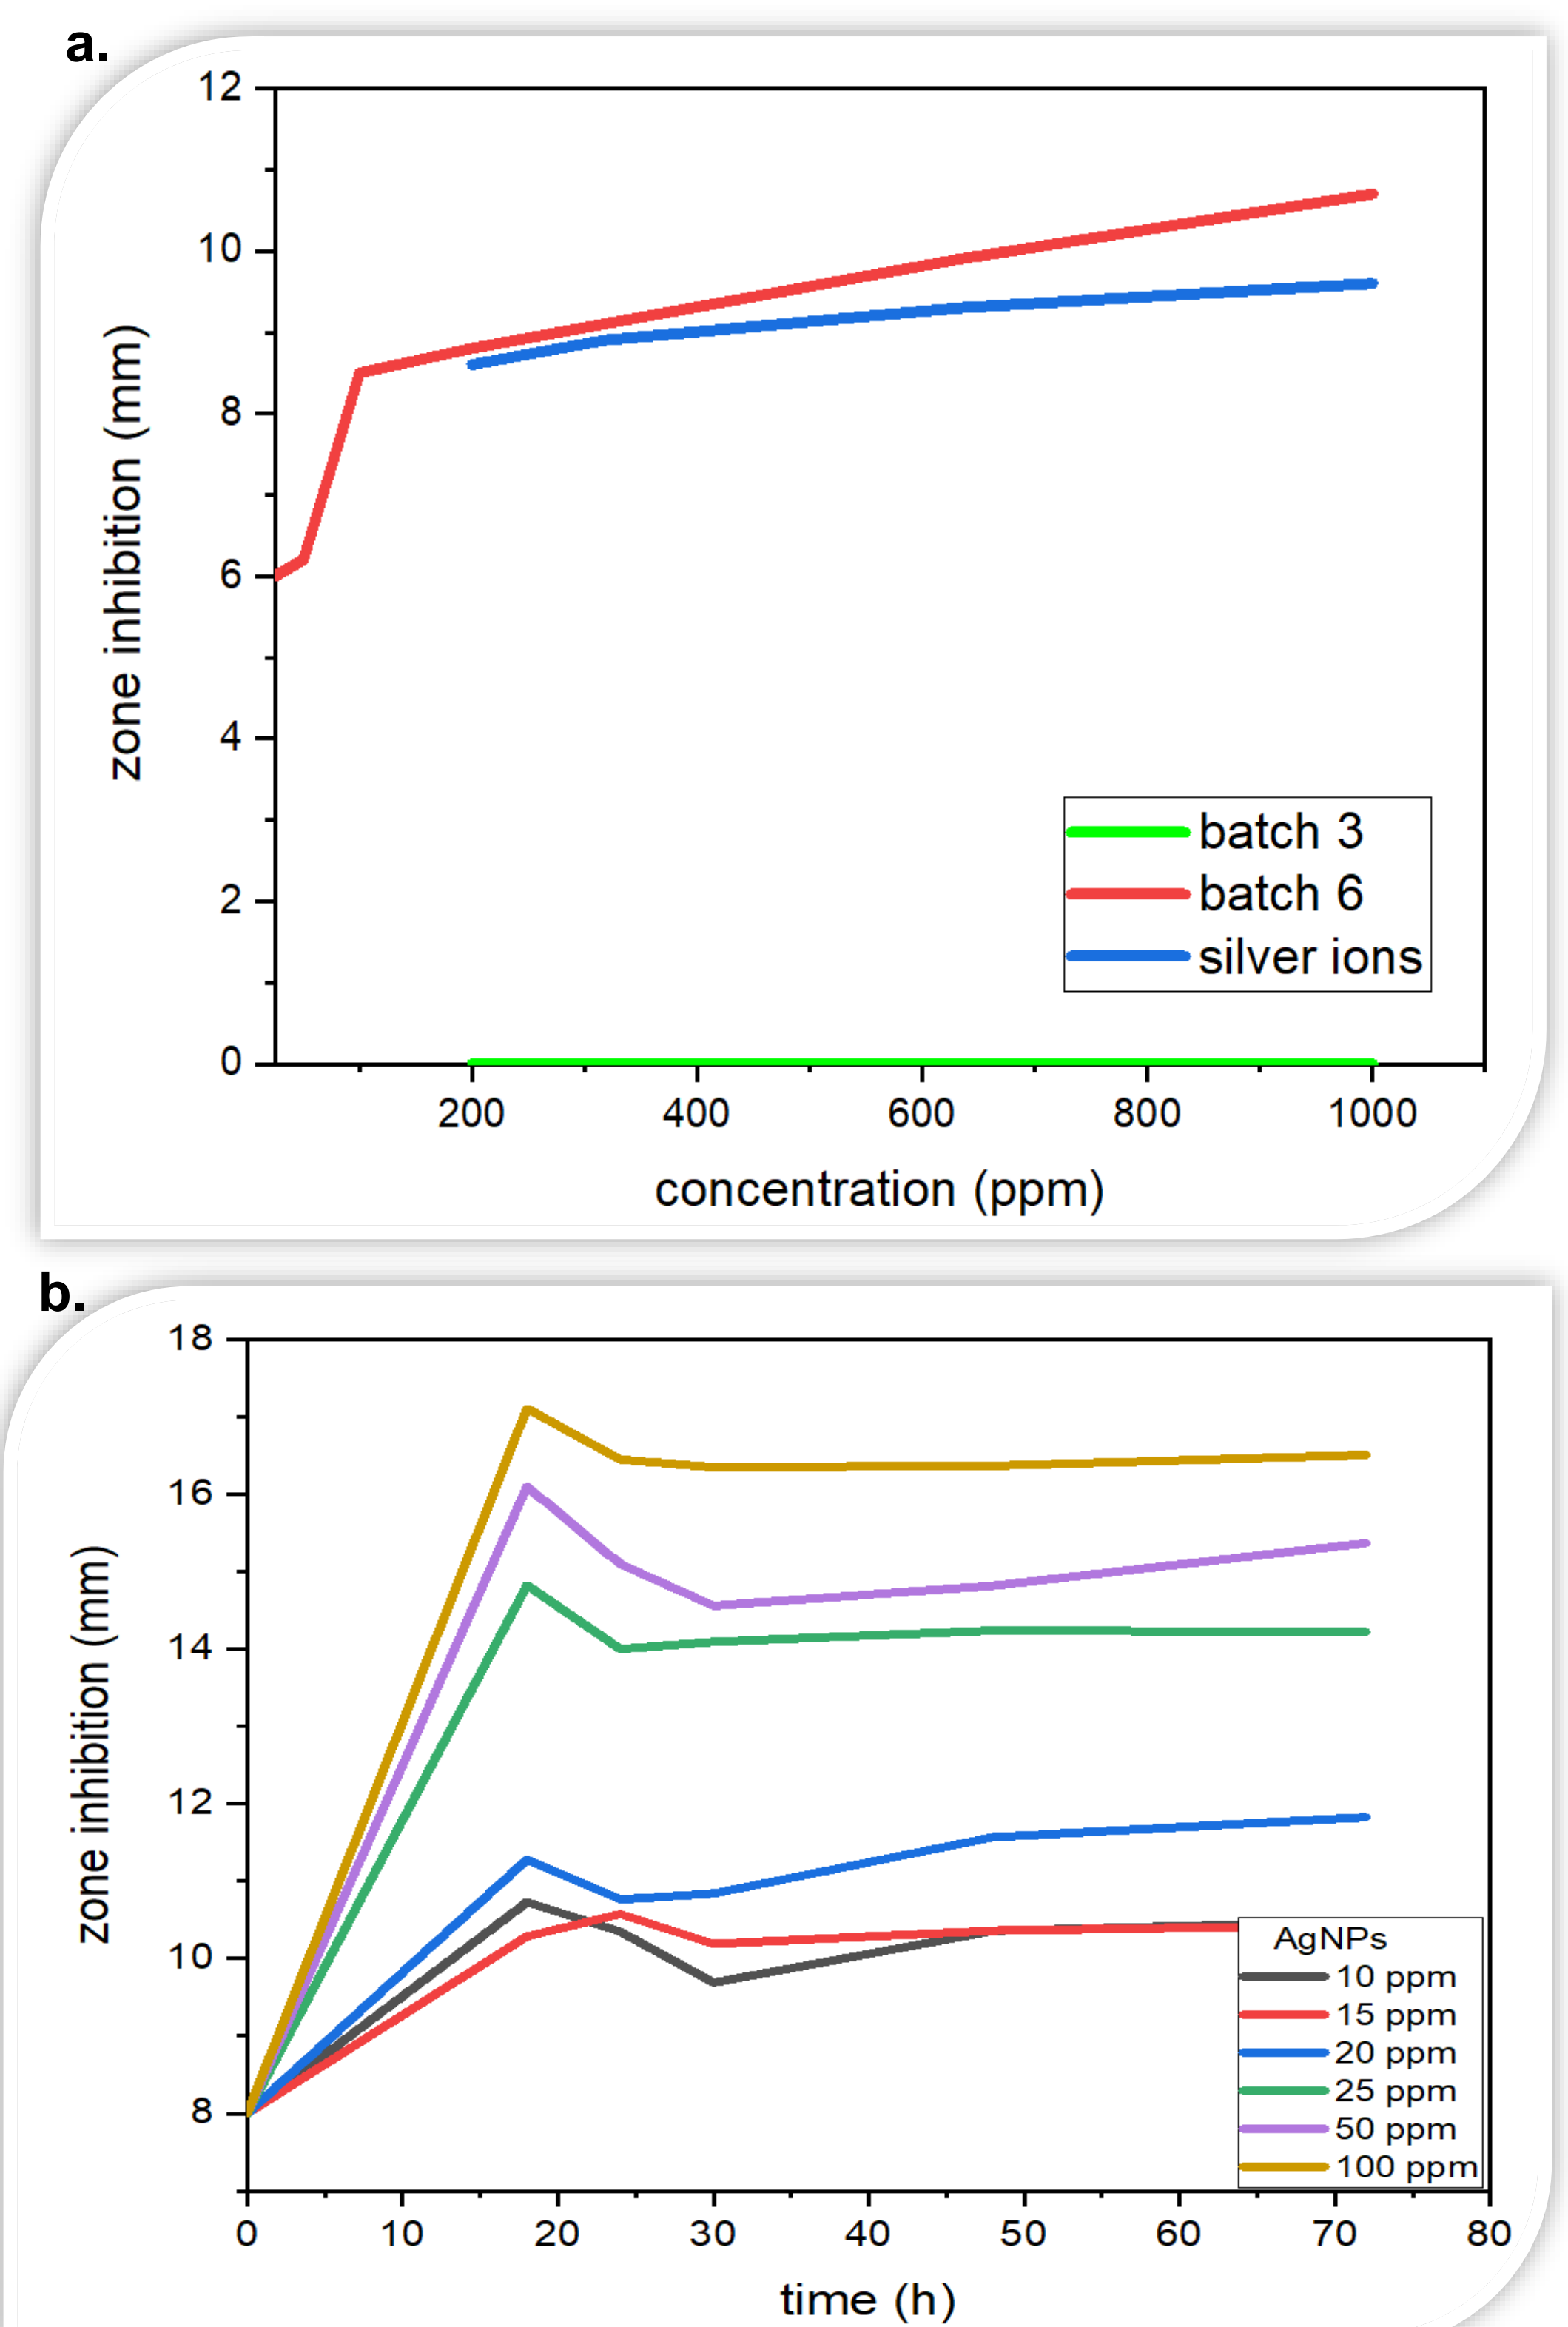 a.
12
10
8
6
4
2
0
zone inhibition (mm)
batch 3
batch 6
silver ions
200 400 600 800 1000
concentration (ppm)
b.
18
16
14
12
10
8
zone inhibition (mm)
AgNPs
10 ppm
15 ppm
20 ppm
25 ppm
50 ppm
100 ppm
0 10 20 30 40 50 60 70 80
time (h)